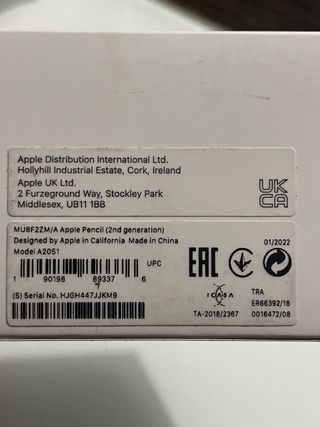 Apple Distribution International Ltd.
Hollyhill Industrial Estate, Cork, Ireland
Apple UK Ltd.
2 Furzeground Way, Stockley Park
Middlesex, UB11 1BB
UK
CA
MU8F2ZM/A Apple Pencil (2nd generation)
Designed by Apple in California Made in China
Model A2051
1 90198 89337 6
UPC
(S) Serial No. HJGH447JJKM9
EAC
01/2022
ICASA
TA-2018/2367
TRA
ER66392/18
0016472/08